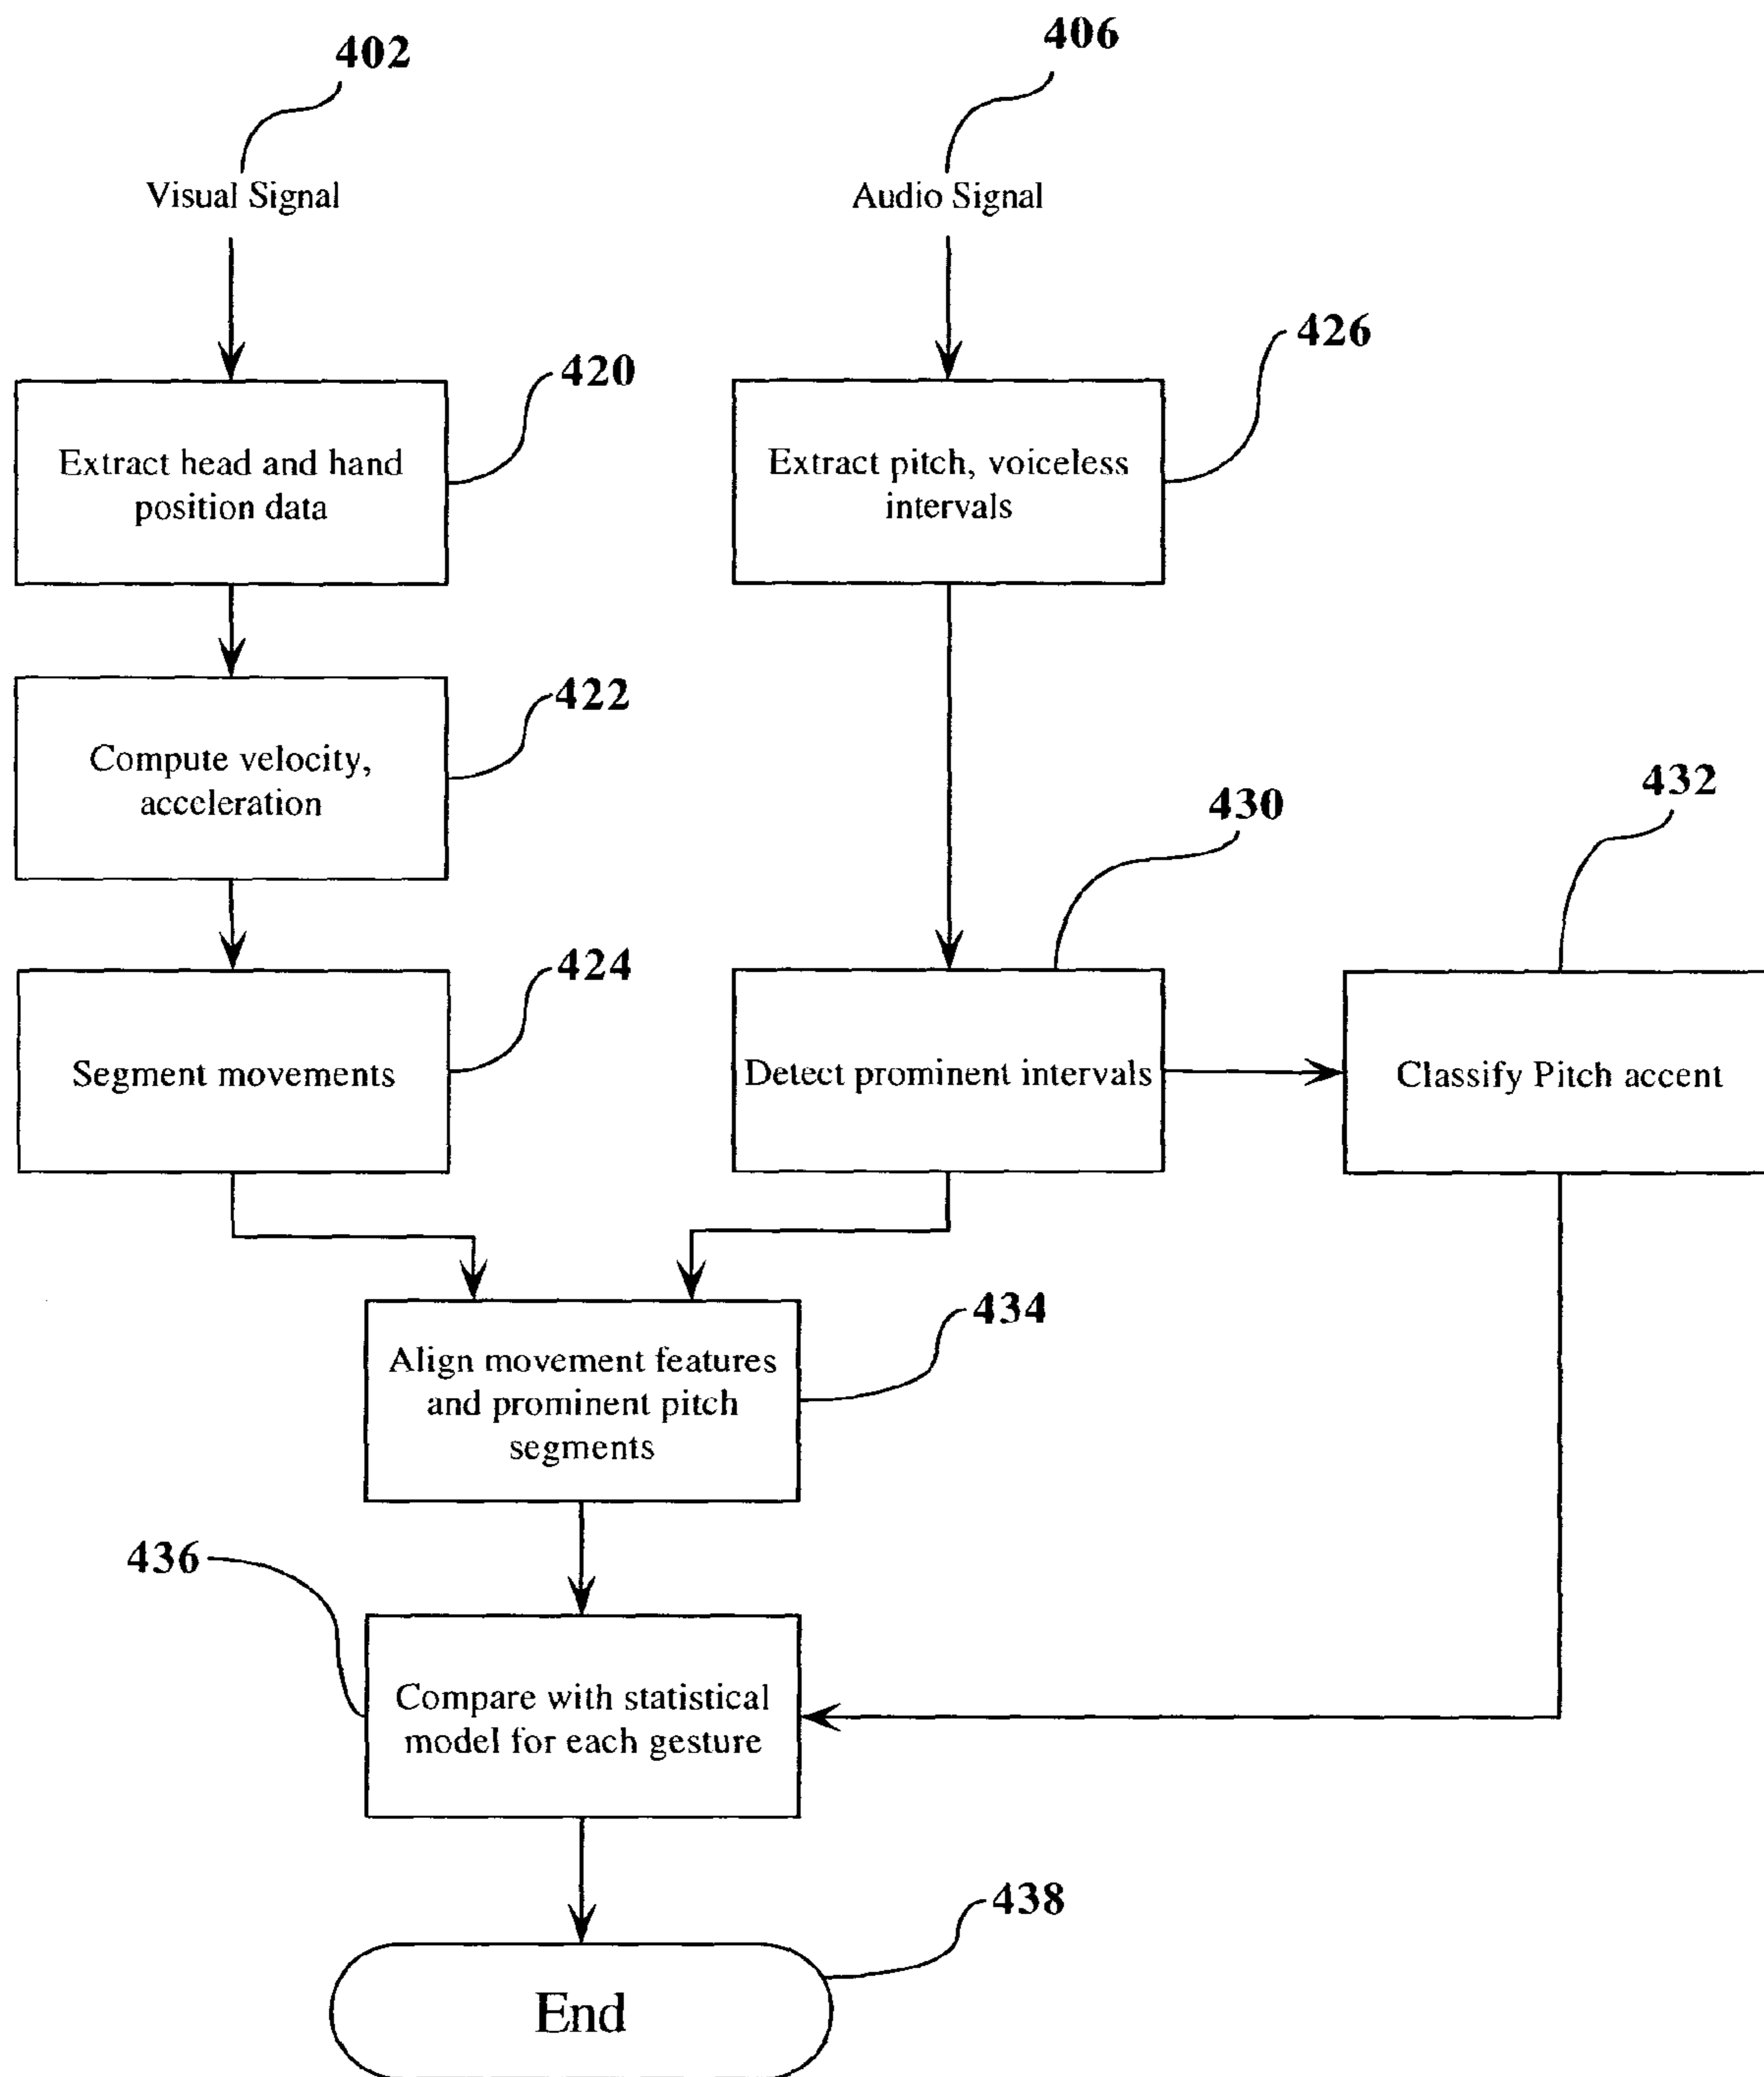 402
406
Visual Signal
Audio Signal
426
420
Extract head and hand
position data
Extract pitch, voiceless
intervals
422
Compute velocity,
acceleration
432
430
424
Segment movements
Detect prominent intervals
Classify Pitch accent
434
Align movement features
and prominent pitch
segments
436
Compare with statistical
model for each gesture
438
End